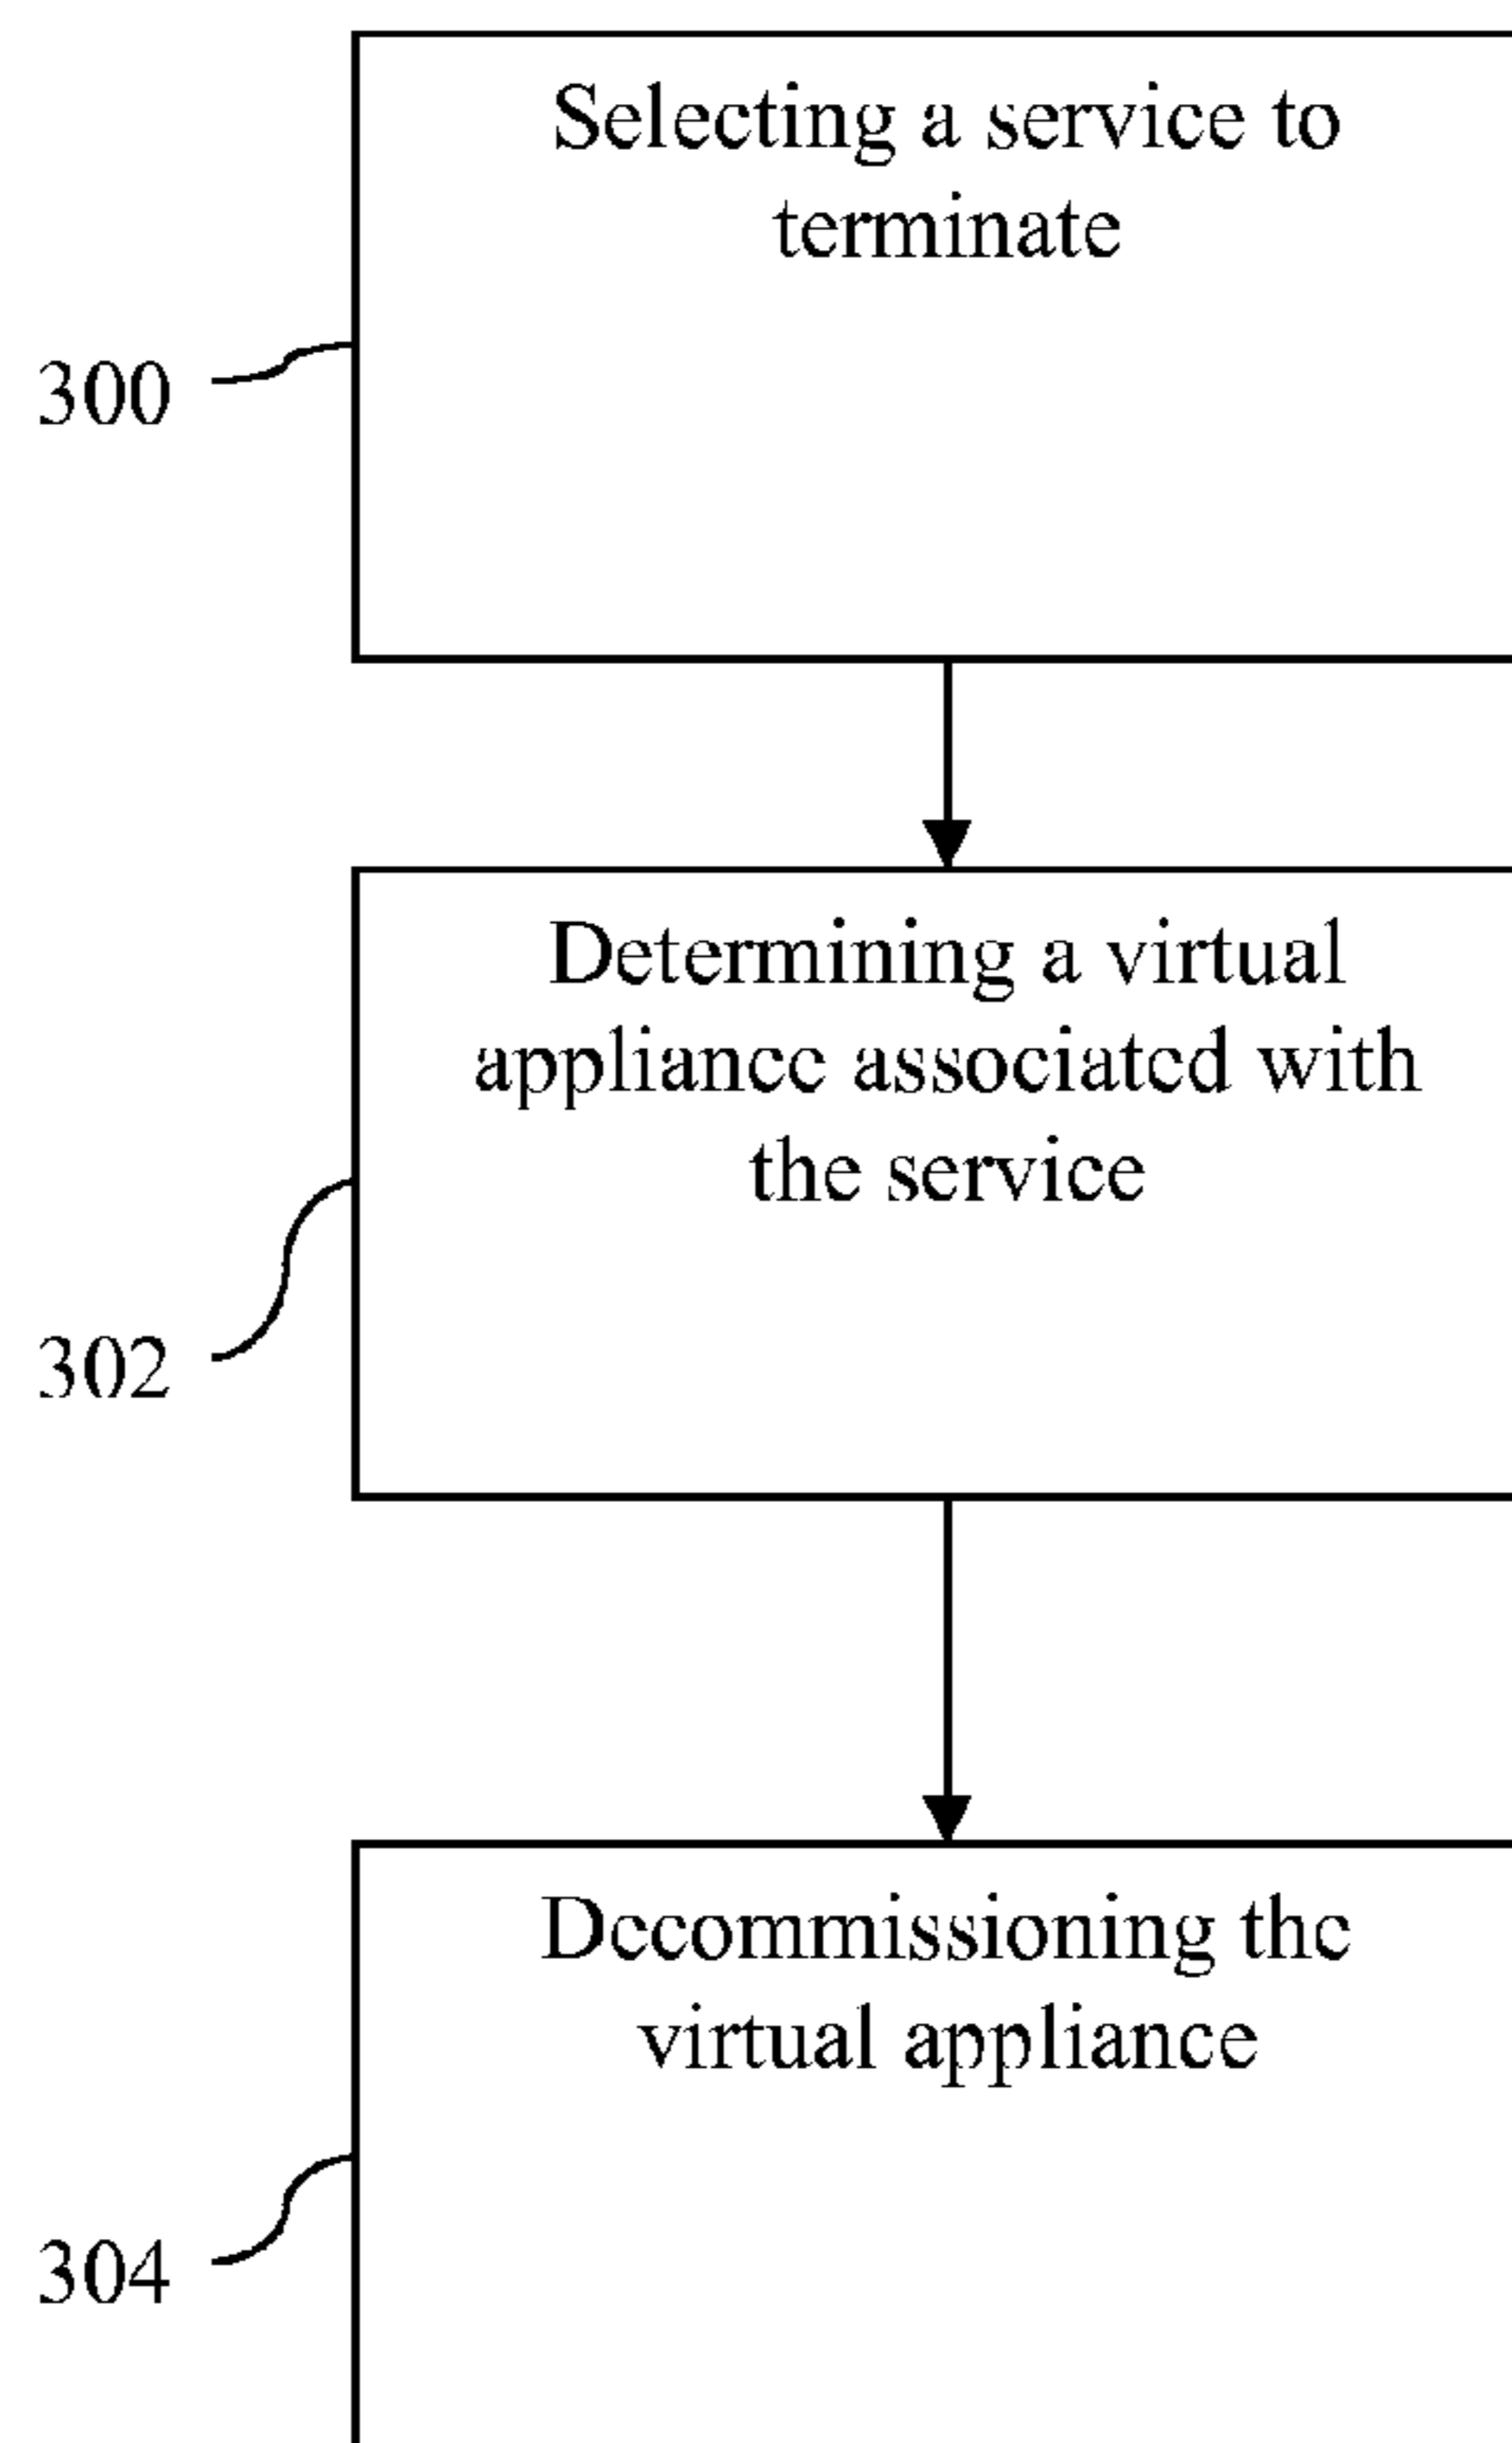 Selecting a service to
terminate
300
Determining a virtual
appliance associated with
the service
302
Decommissioning the
virtual appliance
304